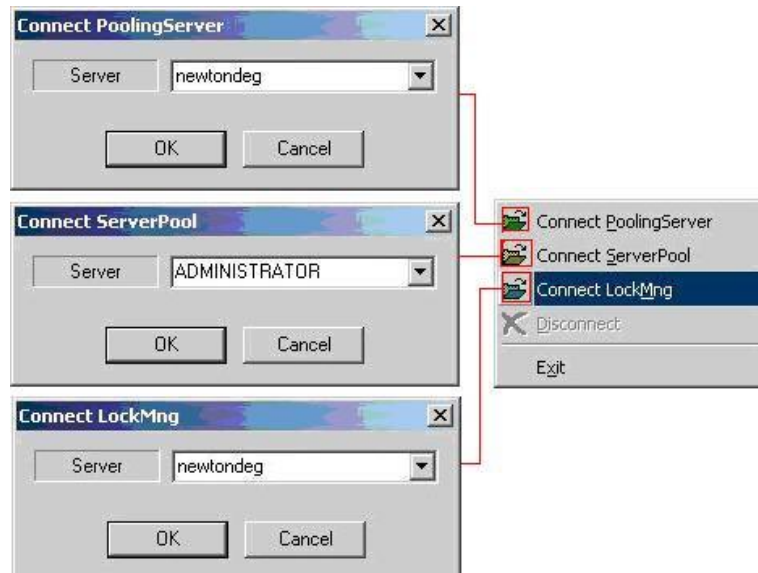 Connect PoolingServer
Server newtondeg
OK Cancel
Connect ServerPool
Server ADMINISTRATOR
OK Cancel
Connect LockMng
Server newtondeg
OK Cancel
Connect PoolingServer
Connect ServerPool
Connect LockMng
Disconnect
Exit